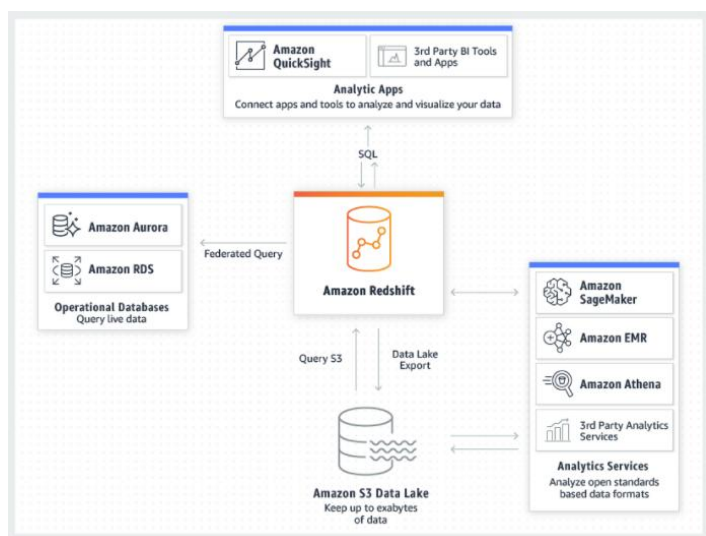 Amazon
QuickSight
3rd Party BI Tools
and Apps
Analytic Apps
Connect apps and tools to analyze and visualize your data
SQL
Amazon Aurora
Amazon RDS
Operational Databases
Query live data
Federated Query
Amazon Redshift
Amazon
SageMaker
Amazon EMR
Amazon Athena
3rd Party Analytics
Services
Analytics Services
Analyze open standards
based data formats
Query S3
Data Lake
Export
Amazon S3 Data Lake
Keep up to exabytes
of data